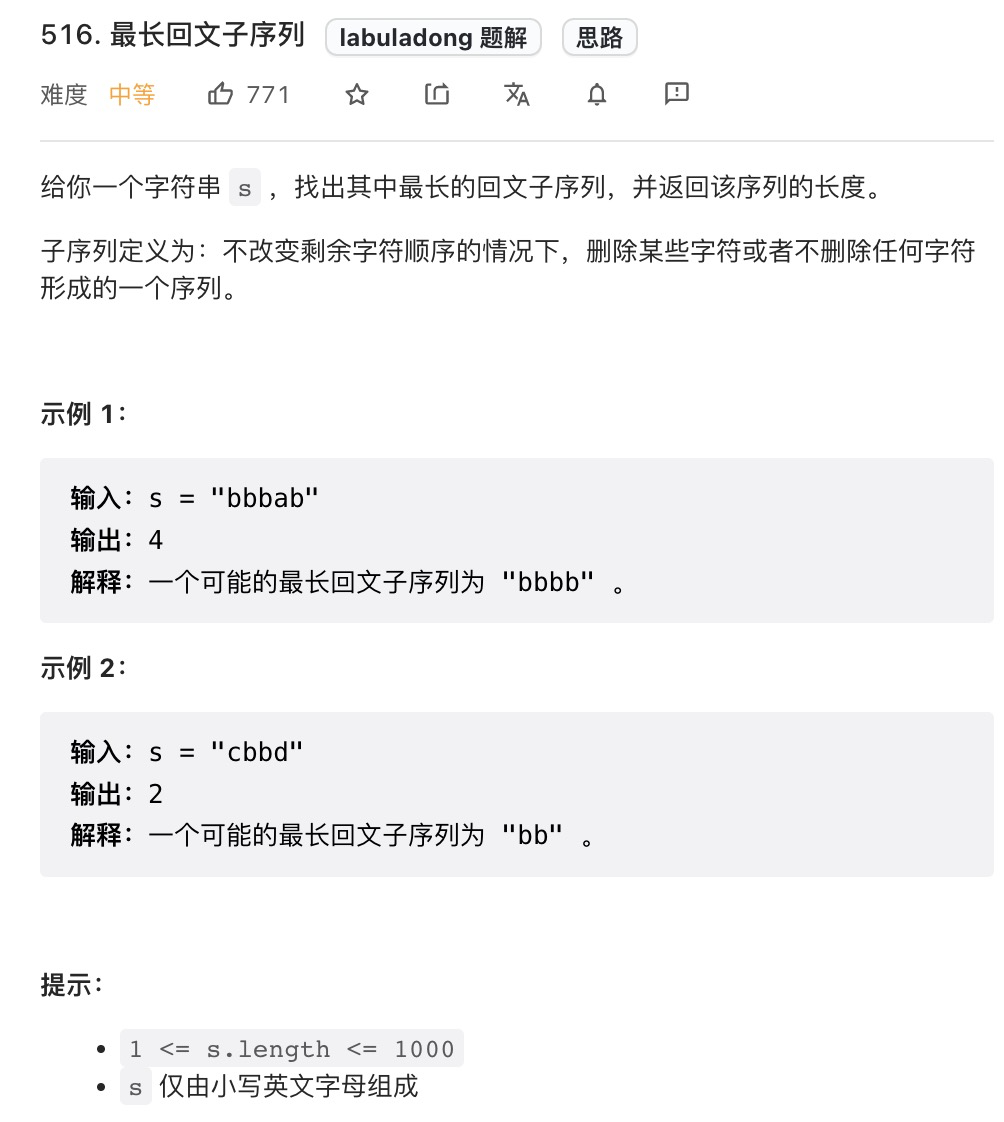 516. 最长回文子序列 labuladong 题解 思路
难度 中等 771
给你一个字符串 s ，找出其中最长的回文子序列，并返回该序列的长度。
子序列定义为：不改变剩余字符顺序的情况下，删除某些字符或者不删除任何字符
形成的一个序列。
示例 1：
输入：s = "bbbab"
输出：4
解释：一个可能的最长回文子序列为 "bbbb" 。
示例 2：
输入：s = "cbbd"
输出：2
解释：一个可能的最长回文子序列为 "bb" 。
提示：
• 1 <= s.length <= 1000
• s 仅由小写英文字母组成